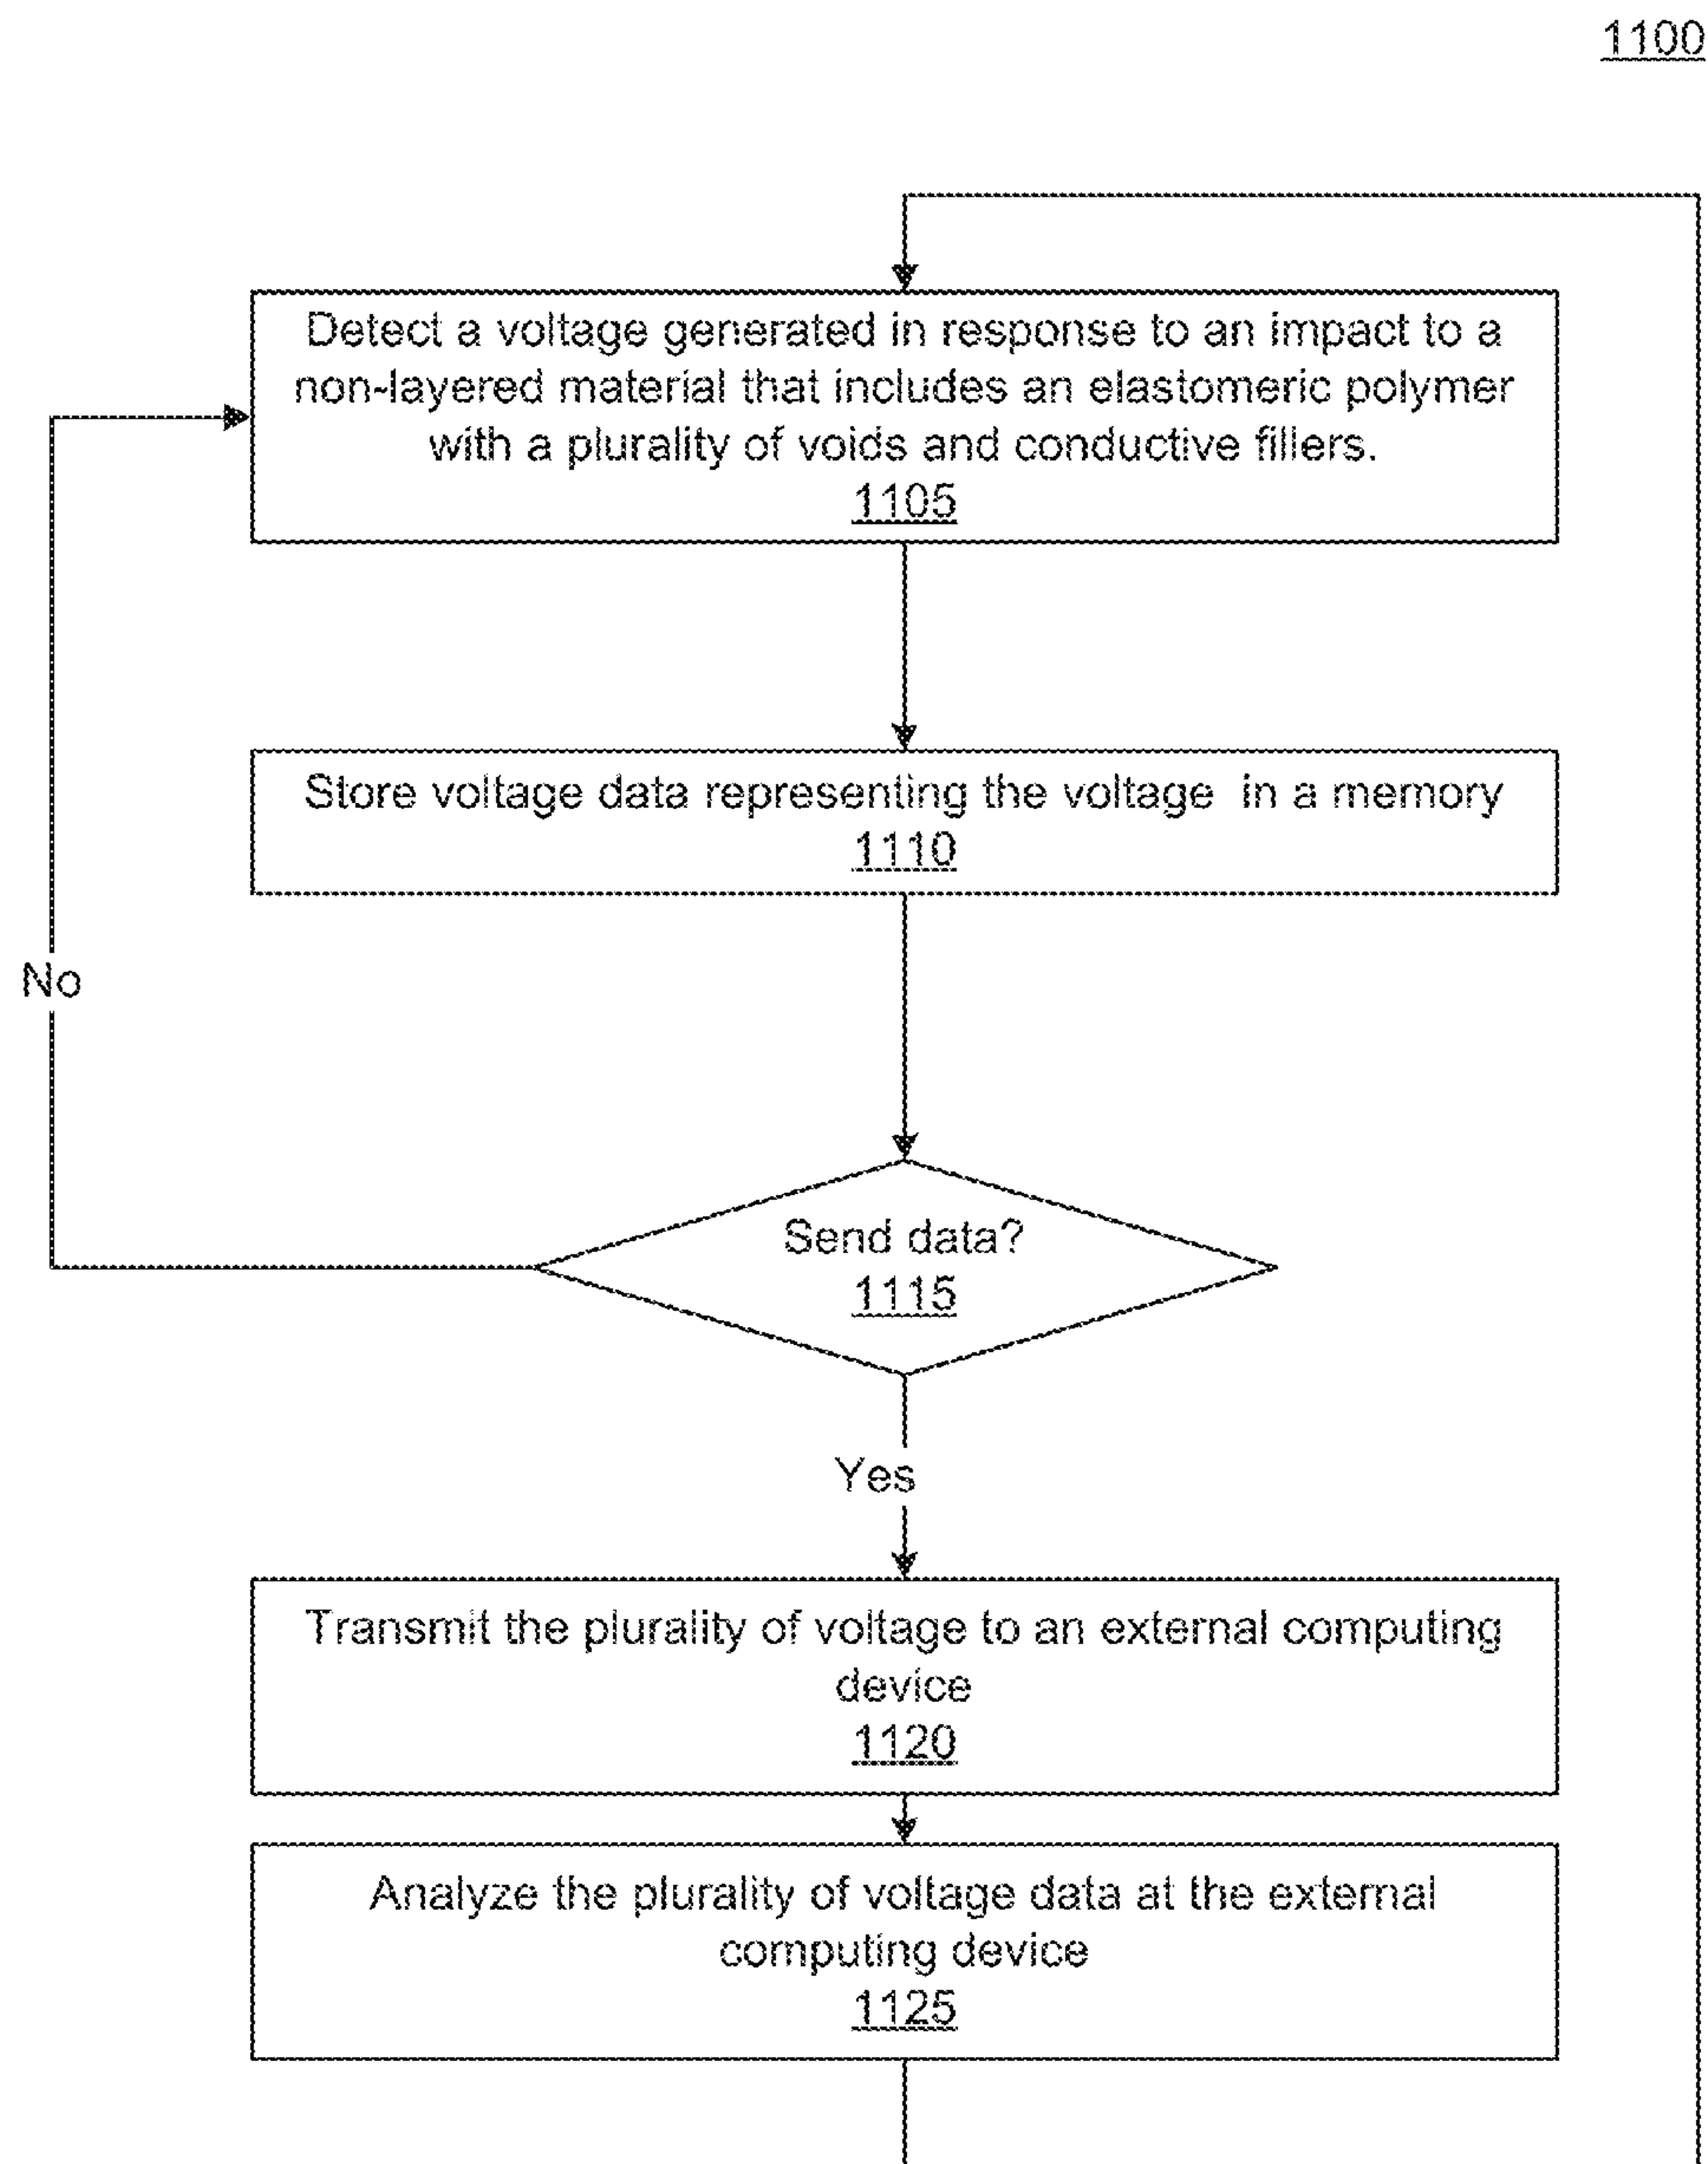 1100
Detect a voltage generated in response to an impact to a
non-layered material that includes an elastomeric polymer
with a plurality of voids and conductive fillers.
1105
Store voltage data representing the voltage in a memory
1110
No
Send data?
1115
Yes
Transmit the plurality of voltage to an external computing
device
1120
Analyze the plurality of voltage data at the external
computing device
1125